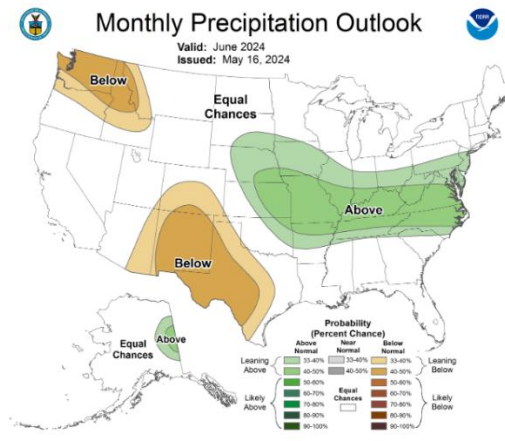 Monthly Precipitation Outlook
Valid: June 2024
Issued: May 16, 2024
noaa
Below
Equal
Chances
Above
Below
Equal
Chances
Above
Probability
(Percent Chance)
Above Normal Near Normal Below Normal
Leaning Above
33-40% 33-40% 33-40%
40-50% 40-50% 40-50%
Leaning Below
Likely Above
50-60% Equal Chances 50-60%
60-70% 60-70%
70-80% 70-80%
80-90% 80-90%
90-100% 90-100%
Likely Below